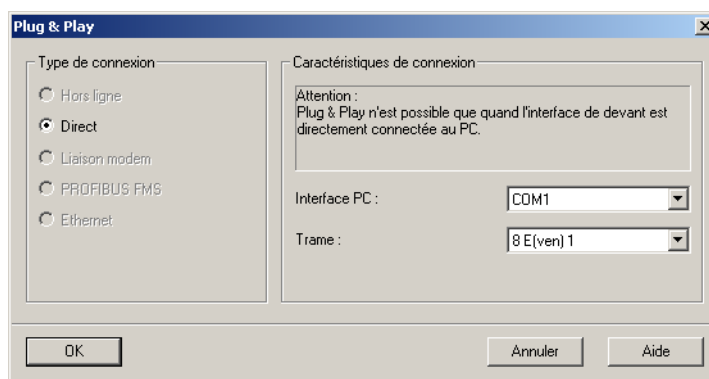 Plug & Play
Type de connexion
Hors ligne
Direct
Liaison modem
PROFIBUS FMS
Ethernet
Caractéristiques de connexion
Attention :
Plug & Play n'est possible que quand l'interface de devant est
directement connectée au PC.
Interface PC :
COM1
Trame :
8 E(ven) 1
OK
Annuler
Aide